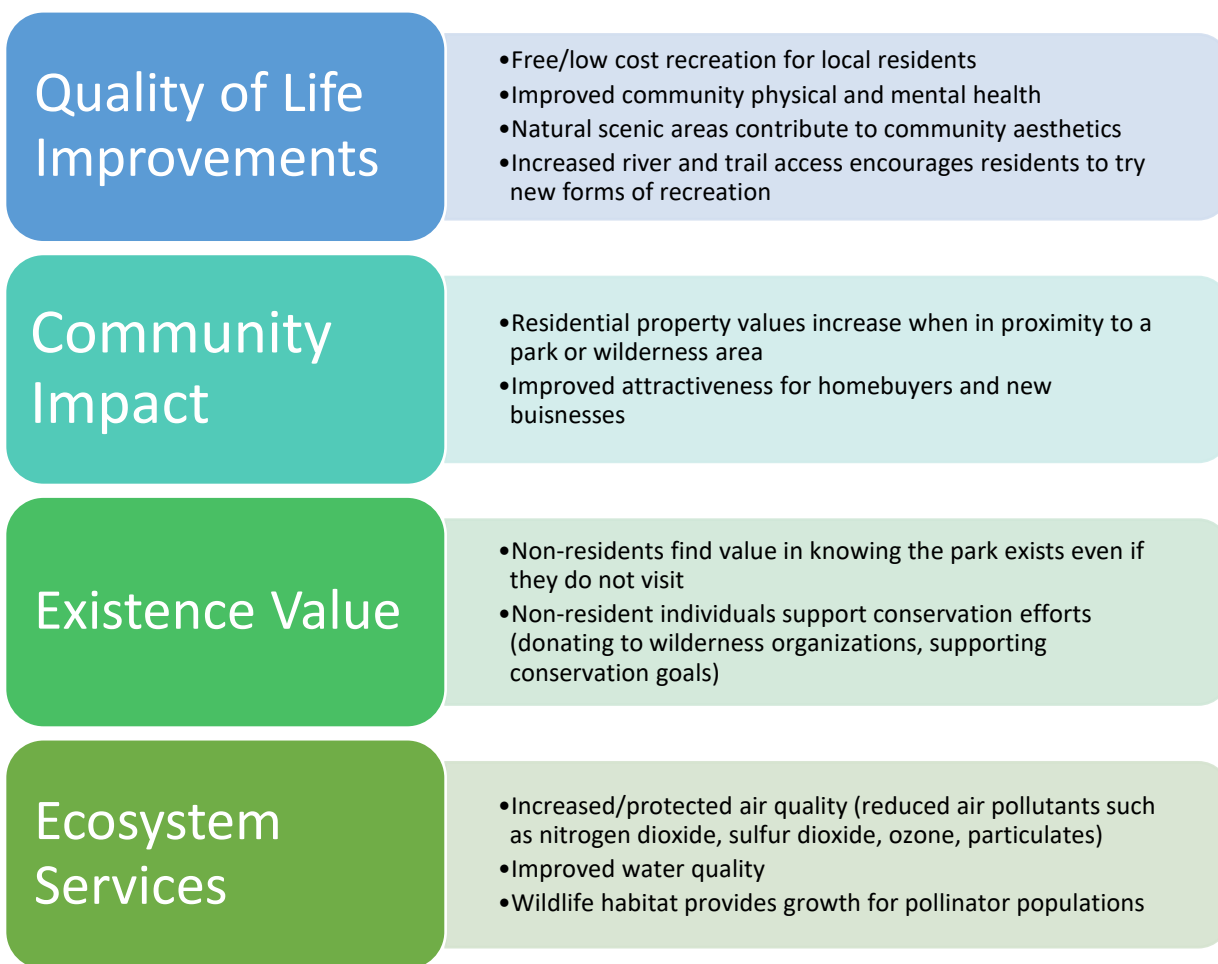 Quality of Life
Improvements
•Free/low cost recreation for local residents
•Improved community physical and mental health
•Natural scenic areas contribute to community aesthetics
•Increased river and trail access encourages residents to try
new forms of recreation
Community
Impact
•Residential property values increase when in proximity to a
park or wilderness area
•Improved attractiveness for homebuyers and new
buisnesses
Existence Value
•Non-residents find value in knowing the park exists even if
they do not visit
•Non-resident individuals support conservation efforts
(donating to wilderness organizations, supporting
conservation goals)
Ecosystem
Services
•Increased/protected air quality (reduced air pollutants such
as nitrogen dioxide, sulfur dioxide, ozone, particulates)
•Improved water quality
•Wildlife habitat provides growth for pollinator populations